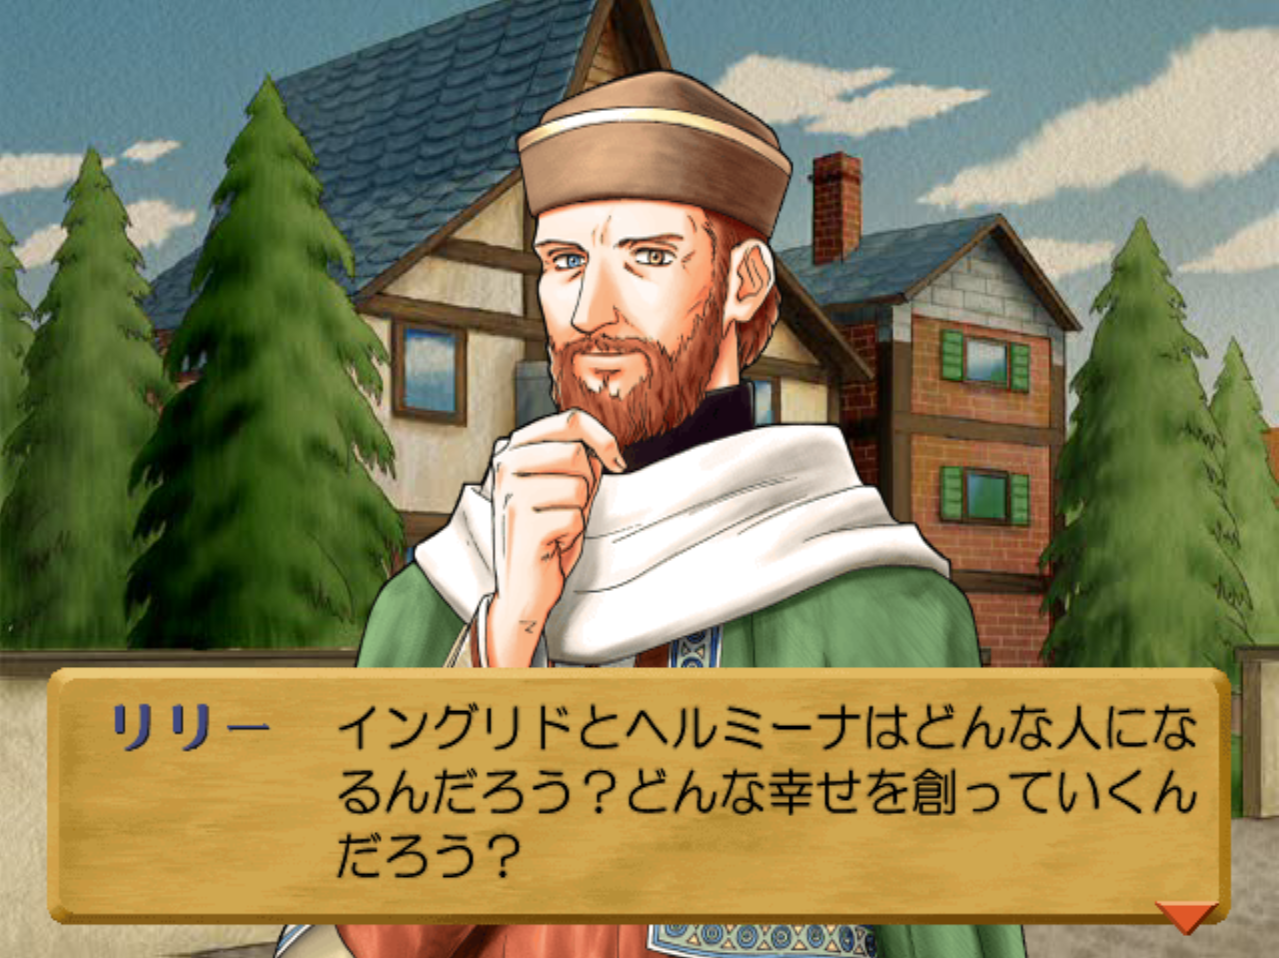 リリー
イングリドとヘルミーナはどんな人にな
るんだろう？どんな幸せを創っていくん
だろう？